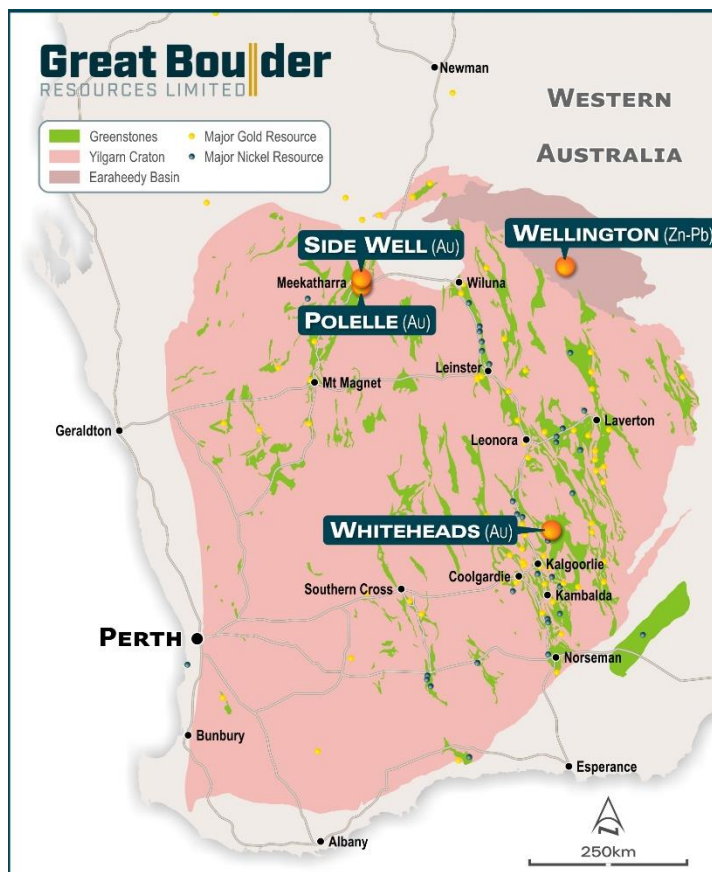 Great Boulder
RESOURCES LIMITED
Greenstones
Yilgarn Craton
Earaheedy Basin
Major Gold Resource
Major Nickel Resource
Newman
WESTERN
AUSTRALIA
SIDE WELL (Au)
WELLINGTON (Zn-Pb)
Meekatharra
Wiluna
POLELLE (Au)
Leinster
Mt Magnet
Geraldton
Laverton
Leonora
WHITEHEADS (Au)
Kalgoorlie
Coolgardie
Southern Cross
Kambalda
PERTH
Norseman
Bunbury
Esperance
Albany
N
250km